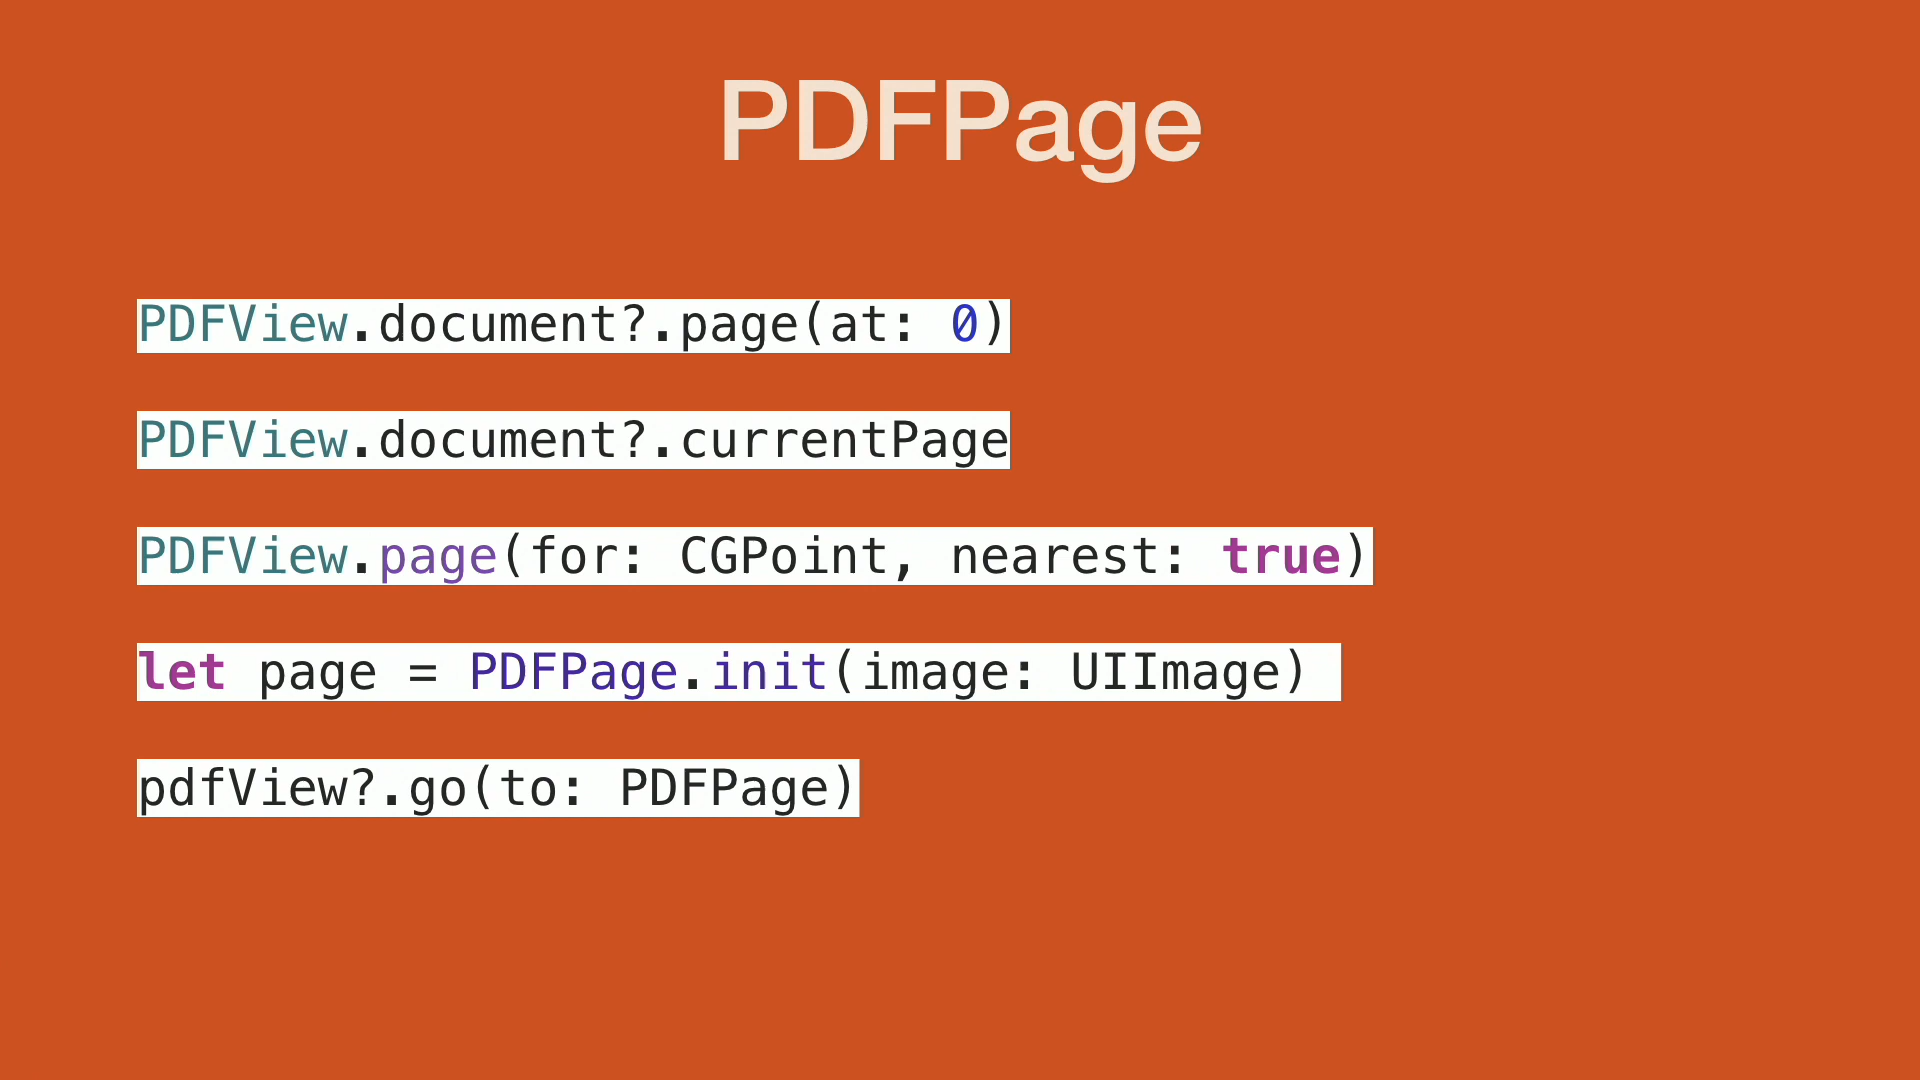 PDFPage
PDFView.document?.page(at: 0)
PDFView.document?.currentPage
PDFView.page(for: CGPoint, nearest: true)
let page = PDFPage.init(image: UIImage)
pdfView?.go(to: PDFPage)